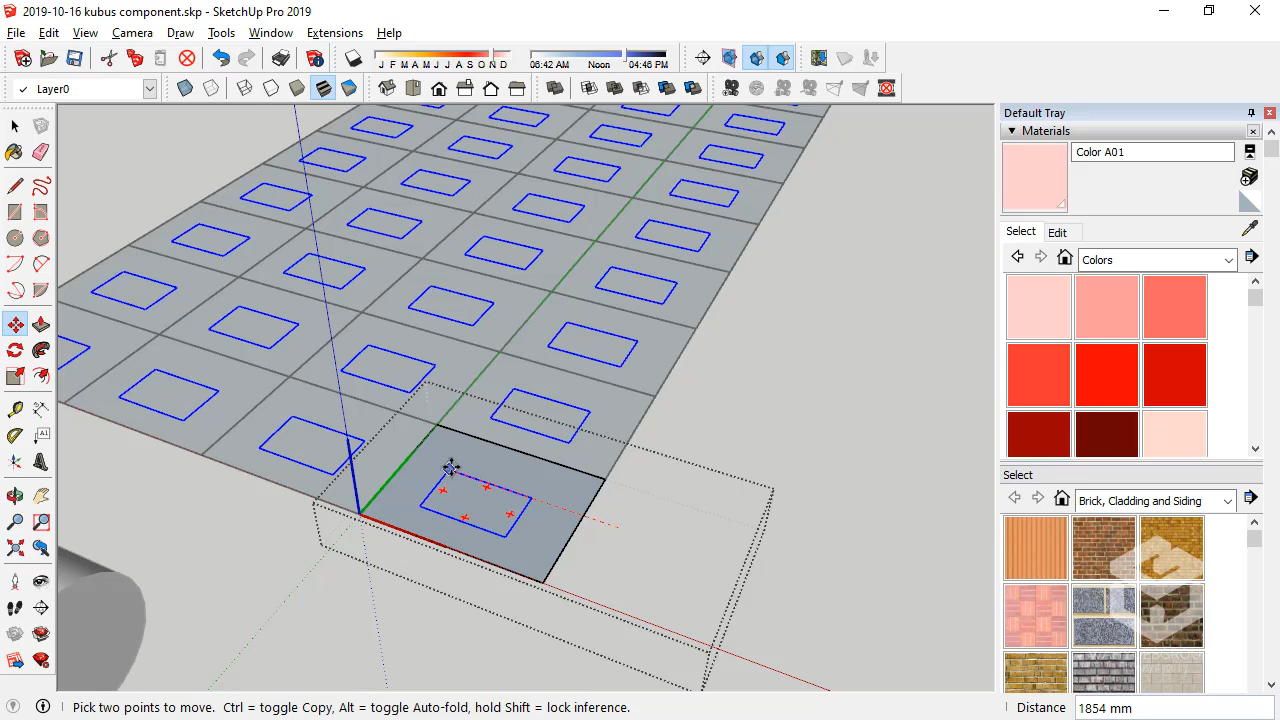 2019-10-16 kubus component.skp - SketchUp Pro 2019
File Edit View Camera Draw Tools Window Extensions Help
J F M A M J J A S O N D
06:42 AM Noon 04:46 PM
✓ Layer0
Default Tray
Materials
Color A01
Select Edit
Colors
Select
Brick, Cladding and Siding
A1
Pick two points to move. Ctrl = toggle Copy, Alt = toggle Auto-fold, hold Shift = lock inference.
Distance 1854 mm